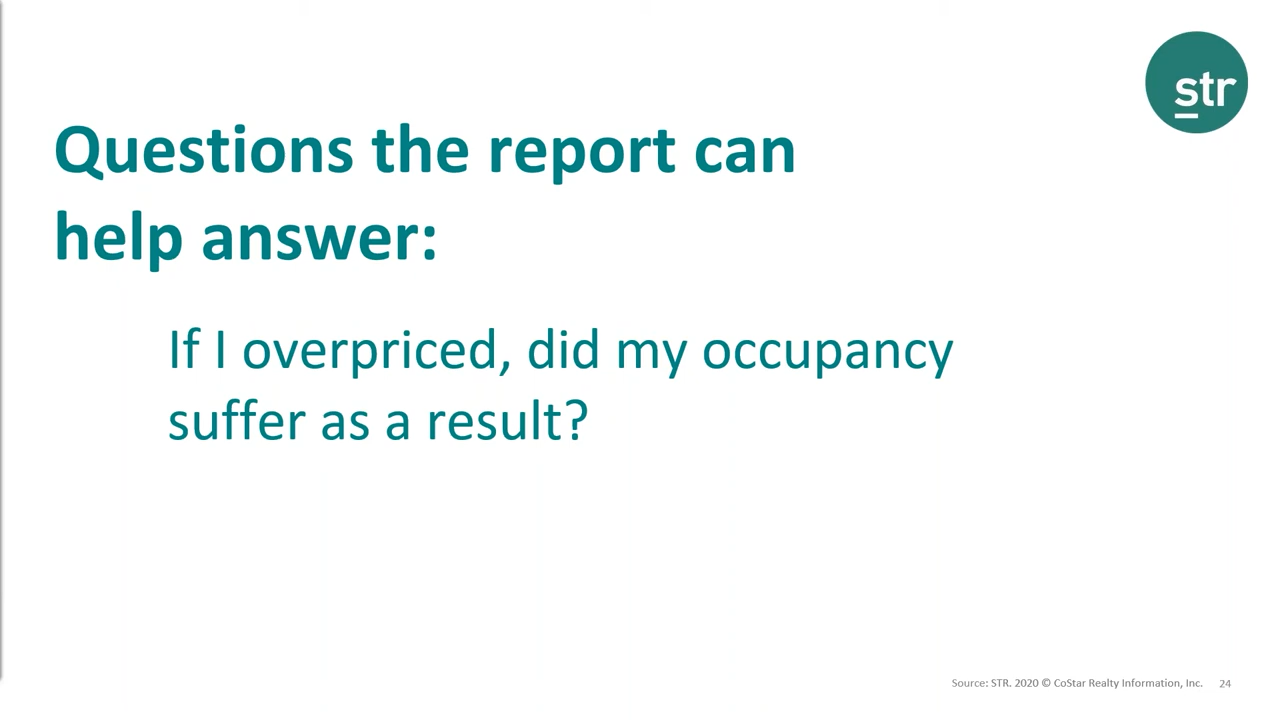 str
Questions the report can
help answer:
If I overpriced, did my occupancy
suffer as a result?
Source: STR. 2020 © CoStar Realty Information, Inc. 24